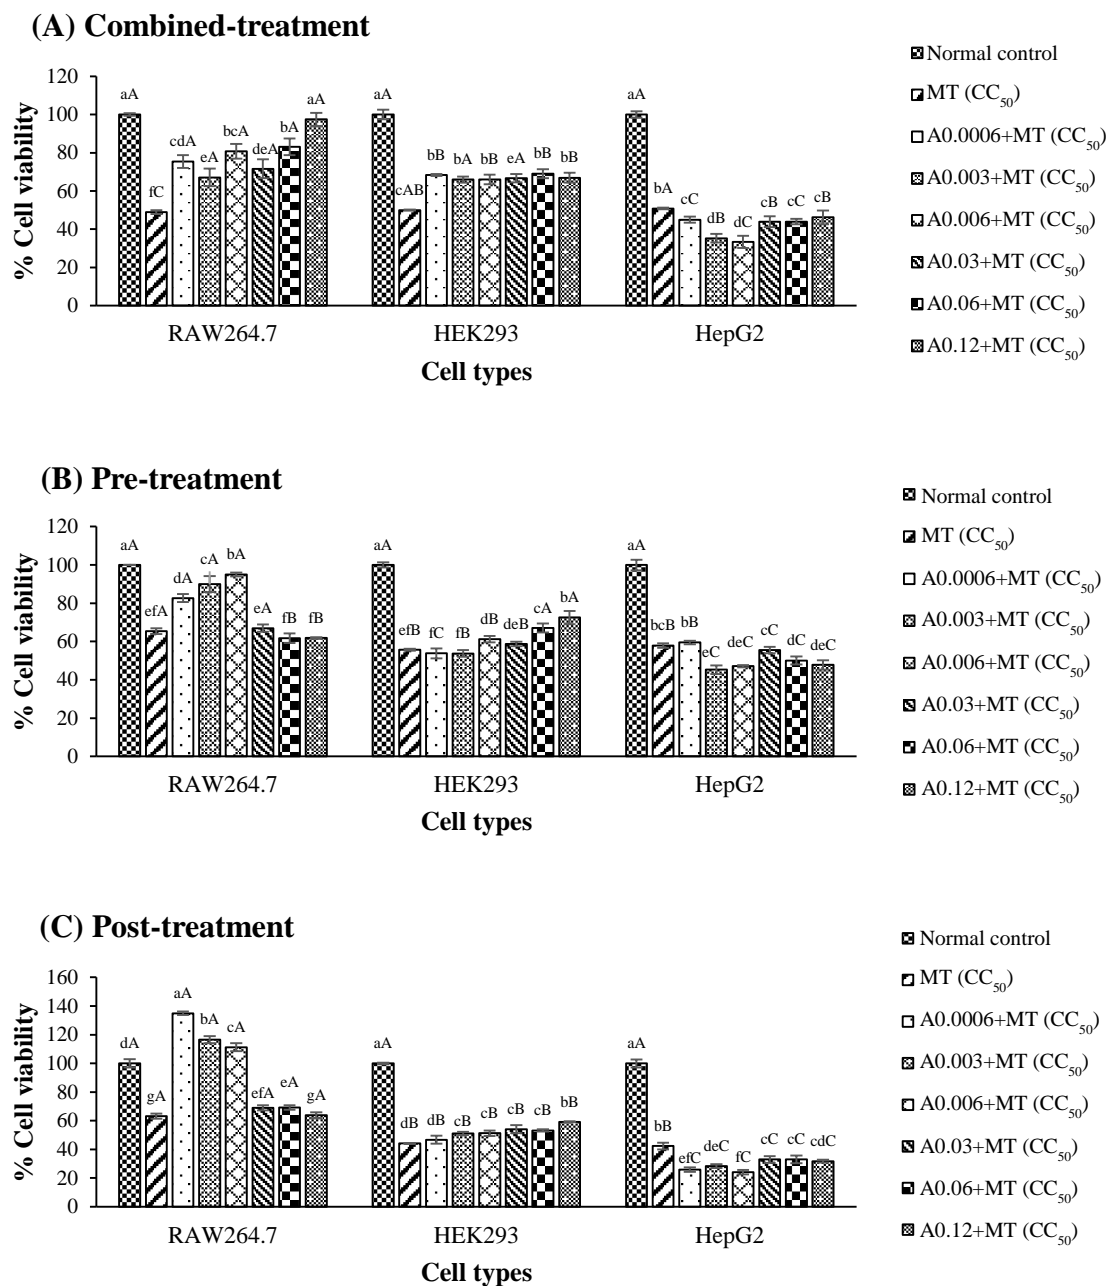 (A) Combined-treatment
% Cell viability
120
100
80
60
40
20
0
aA fC cdA eA bcA deA bA aA
aA cAB bB bA bB eA bB bB
aA bA cC dB dC cB cC cB
RAW264.7 HEK293 HepG2
Cell types
Normal control
MT (CC50)
A0.0006+MT (CC50)
A0.003+MT (CC50)
A0.006+MT (CC50)
A0.03+MT (CC50)
A0.06+MT (CC50)
A0.12+MT (CC50)
(B) Pre-treatment
% Cell viability
120
100
80
60
40
20
0
aA efA dA cA bA eA fB fB
aA efB fC fB dB deB cA bA
aA bcB bB eC deC cC dC deC
RAW264.7 HEK293 HepG2
Cell types
Normal control
MT (CC50)
A0.0006+MT (CC50)
A0.003+MT (CC50)
A0.006+MT (CC50)
A0.03+MT (CC50)
A0.06+MT (CC50)
A0.12+MT (CC50)
(C) Post-treatment
% Cell viability
160
140
120
100
80
60
40
20
0
dA gA aA bA cA efA eA gA
aA dB dB cB cB cB cB bB
aA bB efC deC fC cC cC cdC
RAW264.7 HEK293 HepG2
Cell types
Normal control
MT (CC50)
A0.0006+MT (CC50)
A0.003+MT (CC50)
A0.006+MT (CC50)
A0.03+MT (CC50)
A0.06+MT (CC50)
A0.12+MT (CC50)